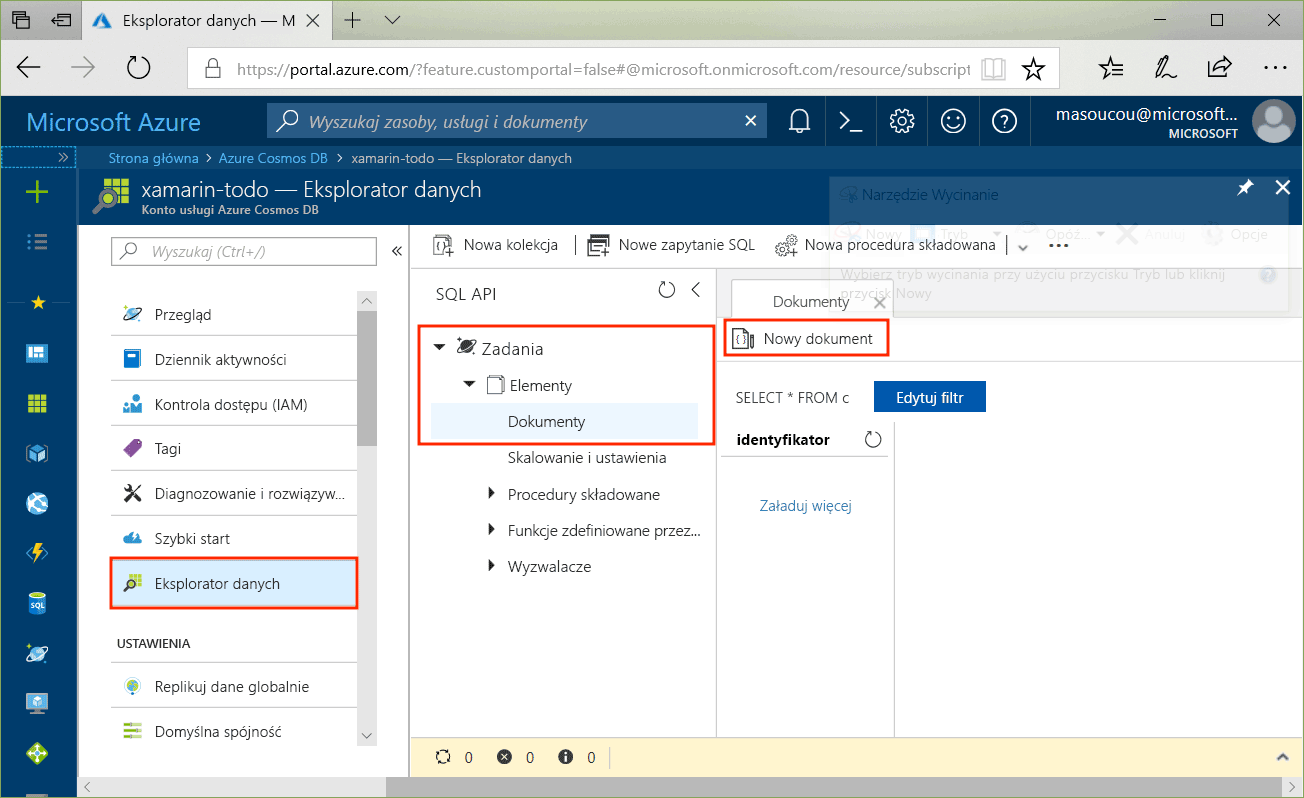 Eksplorator danych — M
https://portal.azure.com/?feature.customportal=false#@microsoft.onmicrosoft.com/resource/subscript
Microsoft Azure
Wyszukaj zasoby, usługi i dokumenty
masoucou@microsoft...
MICROSOFT
Strona główna > Azure Cosmos DB > xamarin-todo — Eksplorator danych
xamarin-todo — Eksplorator danych
Konto usługi Azure Cosmos DB
Narzędzie Wycinanie
Nowy Tryb Opóź... Anuluj Opcje
Wybierz tryb wycinania przy użyciu przycisku Tryb lub kliknij
przycisk Nowy
Wyszukaj (Ctrl+/)
Przegląd
Dziennik aktywności
Kontrola dostępu (IAM)
Tagi
Diagnozowanie i rozwiązyw...
Szybki start
Eksplorator danych
USTAWIENIA
Replikuj dane globalnie
Domyślna spójność
Nowa kolekcja
Nowe zapytanie SQL
Nowa procedura składowana
SQL API
Zadania
Elementy
Dokumenty
Skalowanie i ustawienia
Procedury składowane
Funkcje zdefiniowane przez...
Wyzwalacze
Dokumenty
Nowy dokument
SELECT * FROM c
Edytuj filtr
identyfikator
Załaduj więcej
0 0 0
SQL